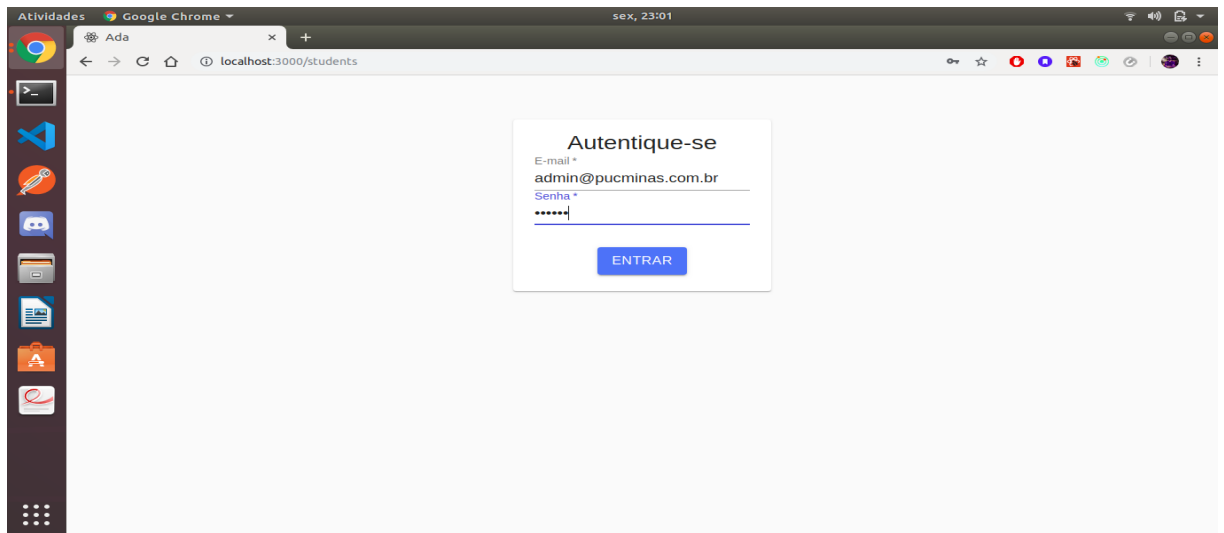 Atividades Google Chrome sex, 23:01
Ada
localhost:3000/students
Autentique-se
E-mail *
admin@pucminas.com.br
Senha *
••••••
ENTRAR